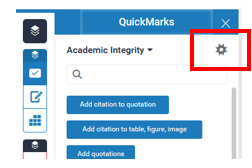 QuickMarks
Academic Integrity
Add citation to quotation
Add citation to table, figure, image
Add quotations